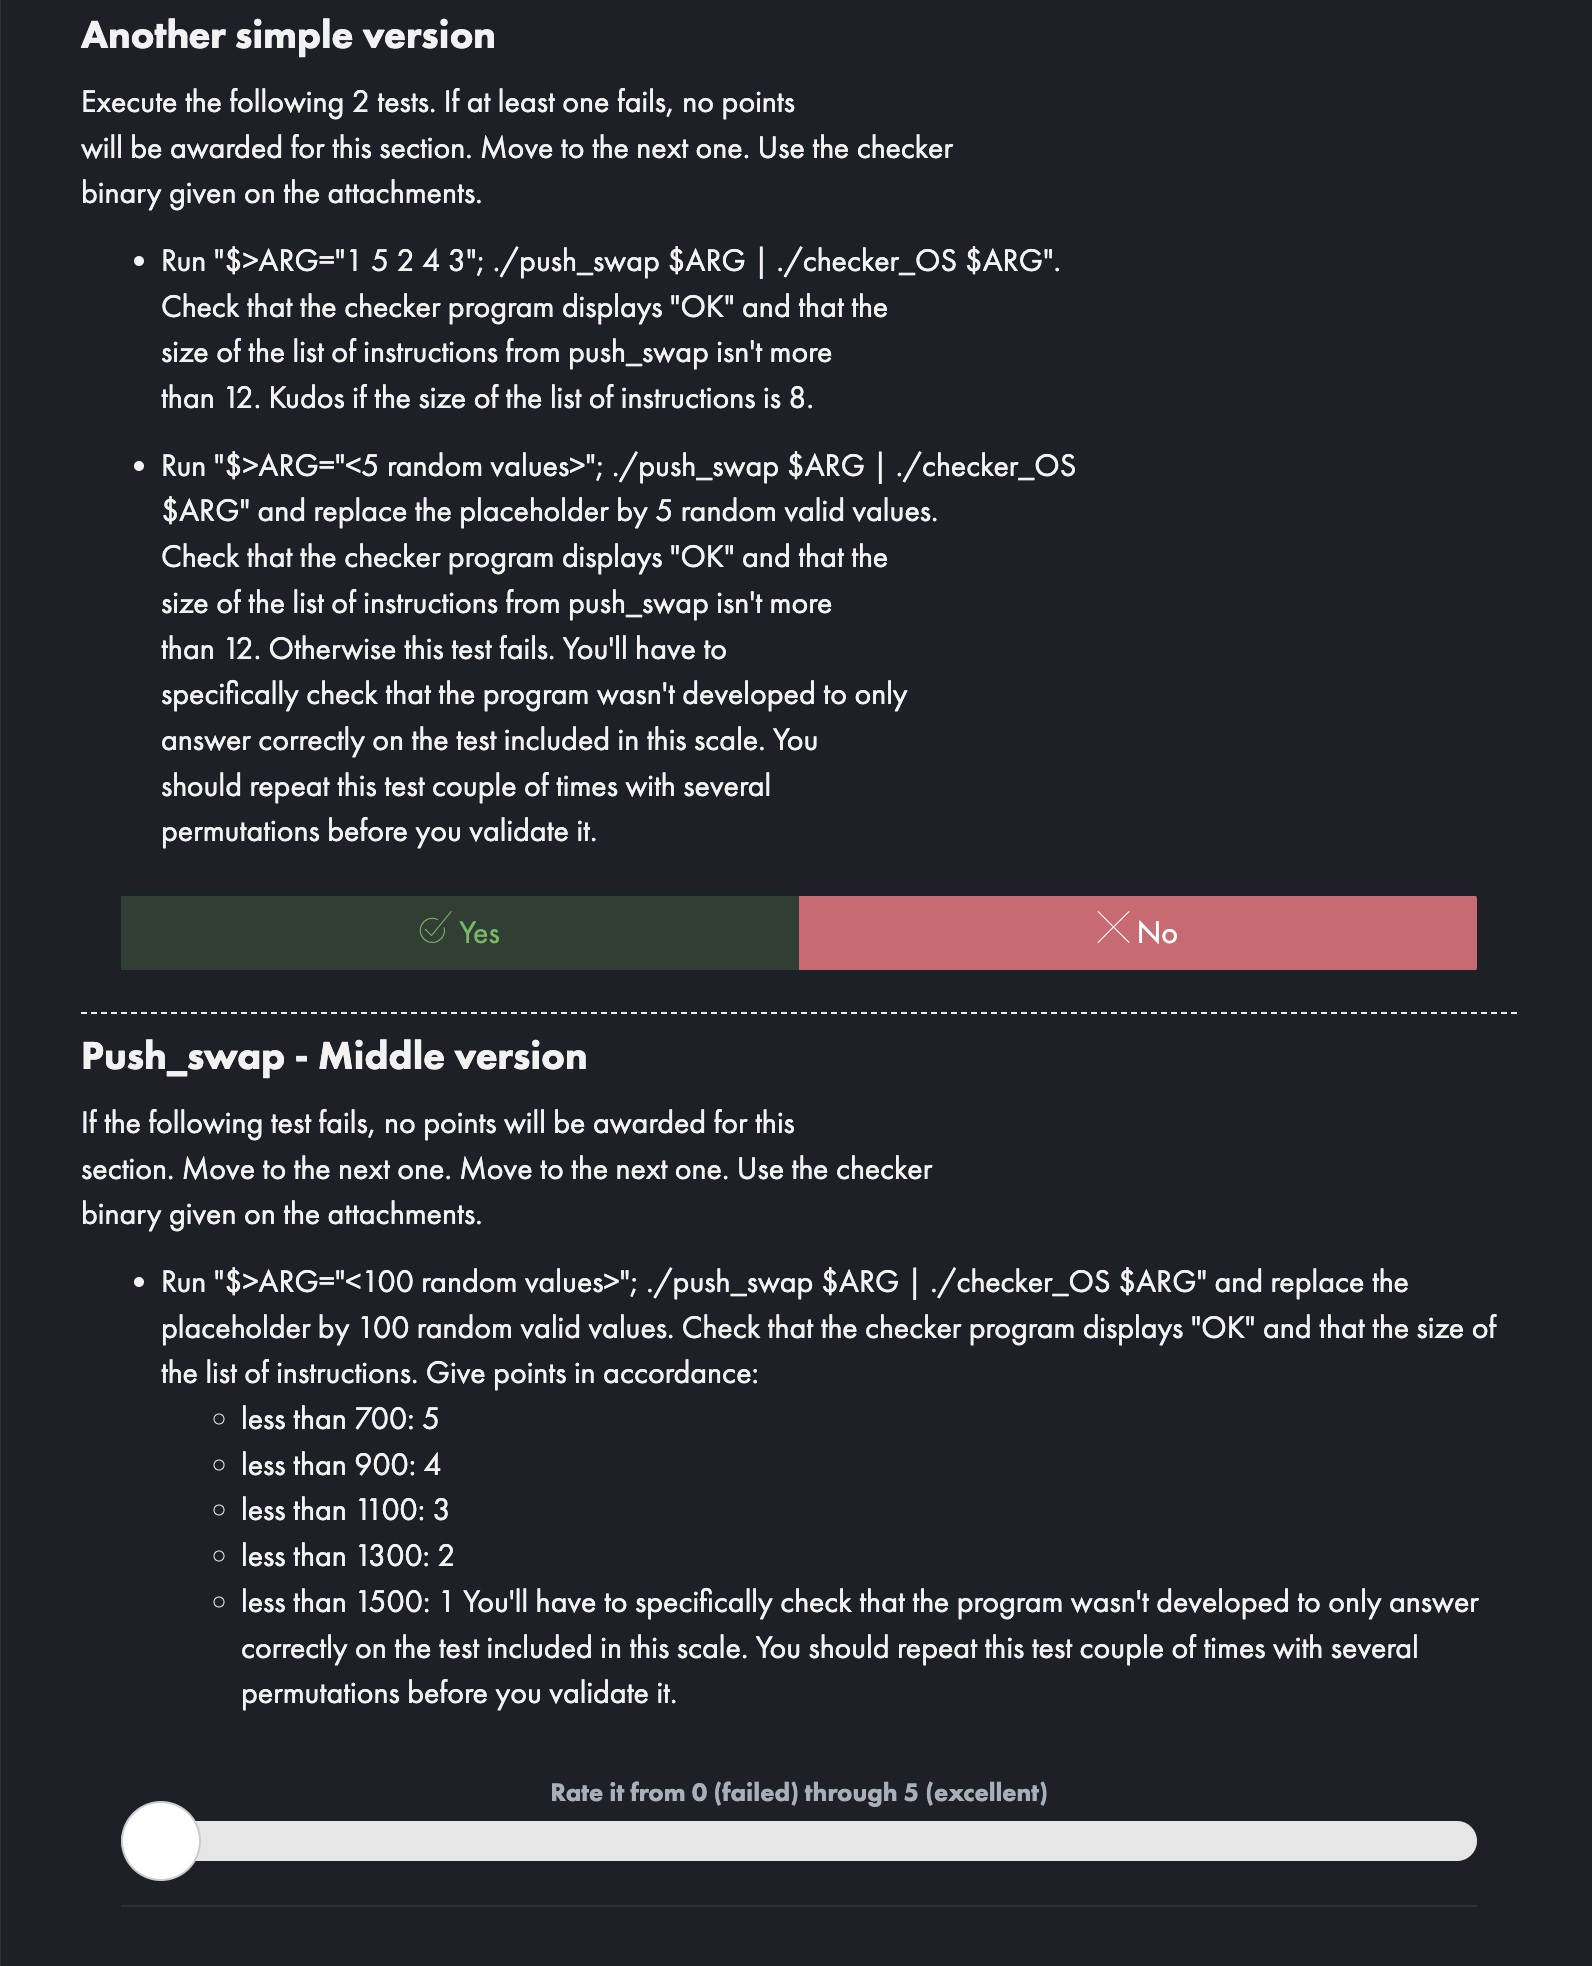 Another simple version
Execute the following 2 tests. If at least one fails, no points
will be awarded for this section. Move to the next one. Use the checker
binary given on the attachments.
• Run "$>ARG="1 5 2 4 3"; ./push_swap $ARG | ./checker_OS $ARG".
Check that the checker program displays "OK" and that the
size of the list of instructions from push_swap isn't more
than 12. Kudos if the size of the list of instructions is 8.
• Run "$>ARG="<5 random values>"; ./push_swap $ARG | ./checker_OS
$ARG" and replace the placeholder by 5 random valid values.
Check that the checker program displays "OK" and that the
size of the list of instructions from push_swap isn't more
than 12. Otherwise this test fails. You'll have to
specifically check that the program wasn't developed to only
answer correctly on the test included in this scale. You
should repeat this test couple of times with several
permutations before you validate it.
Yes
No
Push_swap - Middle version
If the following test fails, no points will be awarded for this
section. Move to the next one. Move to the next one. Use the checker
binary given on the attachments.
• Run "$>ARG="<100 random values>"; ./push_swap $ARG | ./checker_OS $ARG" and replace the
placeholder by 100 random valid values. Check that the checker program displays "OK" and that the size of
the list of instructions. Give points in accordance:
○ less than 700: 5
○ less than 900: 4
○ less than 1100: 3
○ less than 1300: 2
○ less than 1500: 1 You'll have to specifically check that the program wasn't developed to only answer
correctly on the test included in this scale. You should repeat this test couple of times with several
permutations before you validate it.
Rate it from 0 (failed) through 5 (excellent)